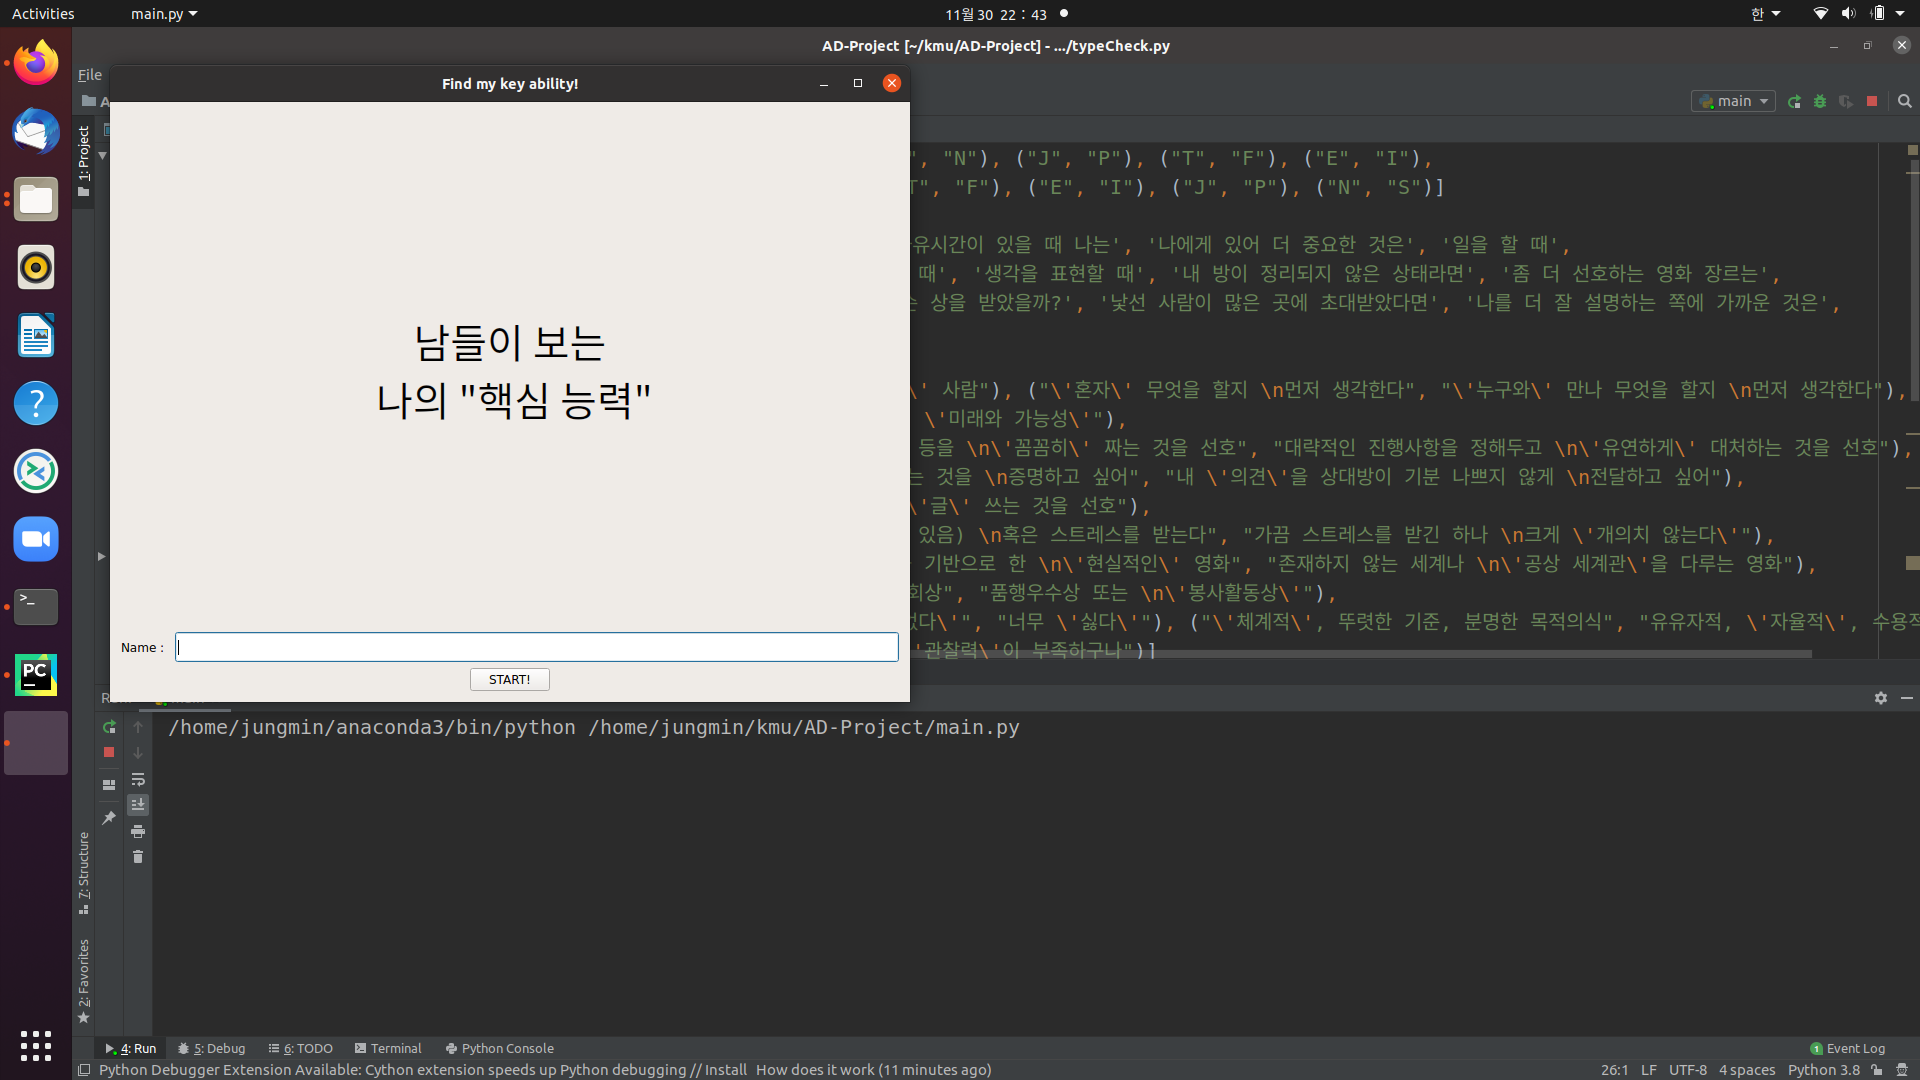 Activities
main.py
11월 30 22 : 43
한
AD-Project [~/kmu/AD-Project] - .../typeCheck.py
File
Find my key ability!
main
1: Project
남들이 보는
나의 "핵심 능력"
Name :
START!
", "N"), ("J", "P"), ("T", "F"), ("E", "I"),
T", "F"), ("E", "I"), ("J", "P"), ("N", "S")]
유시간이 있을 때 나는', '나에게 있어 더 중요한 것은', '일을 할 때',
때', '생각을 표현할 때', '내 방이 정리되지 않은 상태라면', '좀 더 선호하는 영화 장르는',
상을 받았을까?', '낯선 사람이 많은 곳에 초대받았다면', '나를 더 잘 설명하는 쪽에 가까운 것은',
\' 사람"), ("\'혼자\' 무엇을 할지 \n먼저 생각한다", "\'누구와\' 만나 무엇을 할지 \n먼저 생각한다"),
\'미래와 가능성\'"),
등을 \n\'꼼꼼히\' 짜는 것을 선호", "대략적인 진행사항을 정해두고 \n\'유연하게\' 대처하는 것을 선호"),
는 것을 \n증명하고 싶어", "내 \'의견\'을 상대방이 기분 나쁘지 않게 \n전달하고 싶어"),
\'글\' 쓰는 것을 선호"),
있음) \n혹은 스트레스를 받는다", "가끔 스트레스를 받긴 하나 \n크게 \'개의치 않는다\'"),
기반으로 한 \n\'현실적인\' 영화", "존재하지 않는 세계나 \n\'공상 세계관\'을 다루는 영화"),
회상", "품행우수상 또는 \n\'봉사활동상\'"),
없다\'", "너무 \'싫다\'"), ("\'체계적\', 뚜렷한 기준, 분명한 목적의식", "유유자적, \'자율적\', 수용적
'관찰력\'이 부족하구나")]
/home/jungmin/anaconda3/bin/python /home/jungmin/kmu/AD-Project/main.py
7: Structure
2: Favorites
4: Run
5: Debug
6: TODO
Terminal
Python Console
1 Event Log
Python Debugger Extension Available: Cython extension speeds up Python debugging // Install How does it work (11 minutes ago)
26:1 LF UTF-8 4 spaces Python 3.8
PC